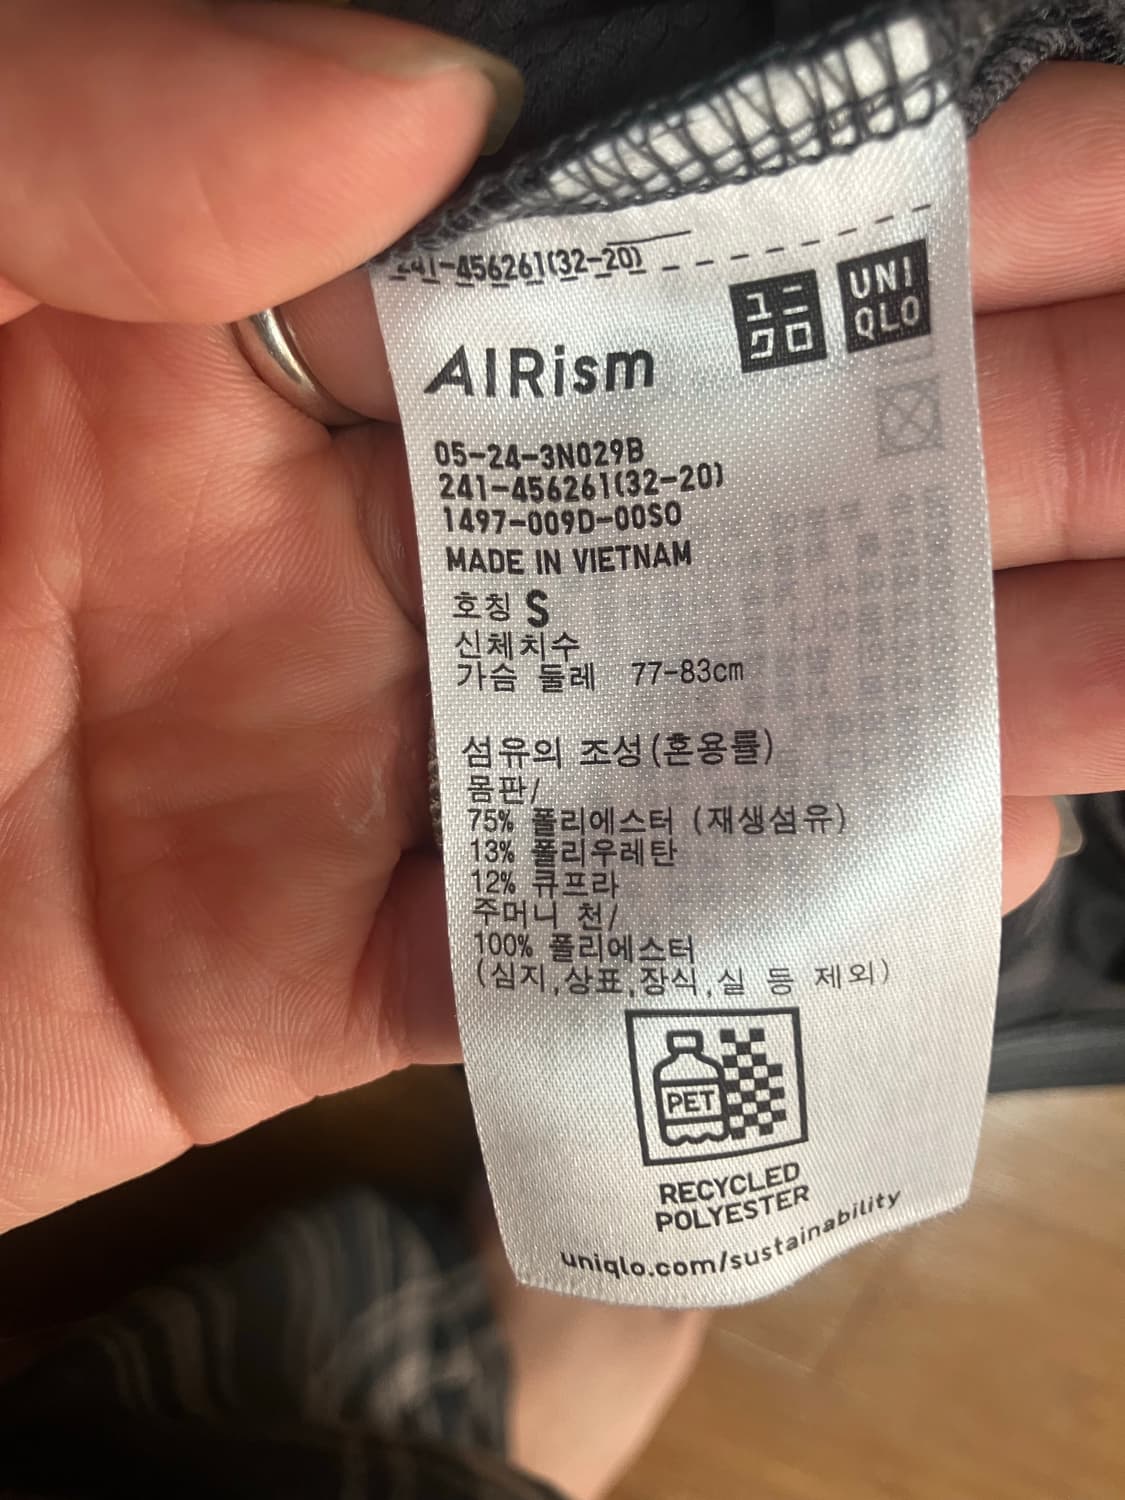 241-456261(32-20)
ユニ
クロ
UNI
QLO
AIRism
05-24-3N029B
241-456261(32-20)
1497-009D-00SO
MADE IN VIETNAM
호칭 S
신체치수
가슴 둘레 77-83cm
섬유의 조성(혼용률)
몸판/
75% 폴리에스터 (재생섬유)
13% 폴리우레탄
12% 큐프라
주머니 천/
100% 폴리에스터
(심지,상표,장식,실 등 제외)
PET
RECYCLED
POLYESTER
uniqlo.com/sustainability